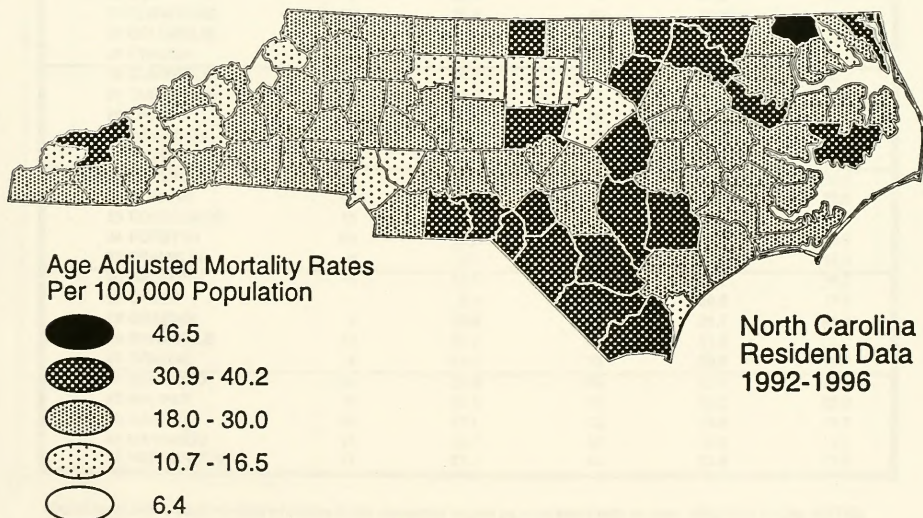 Age Adjusted Mortality Rates
Per 100,000 Population
46.5
30.9 - 40.2
18.0 - 30.0
10.7 - 16.5
6.4
North Carolina
Resident Data
1992-1996